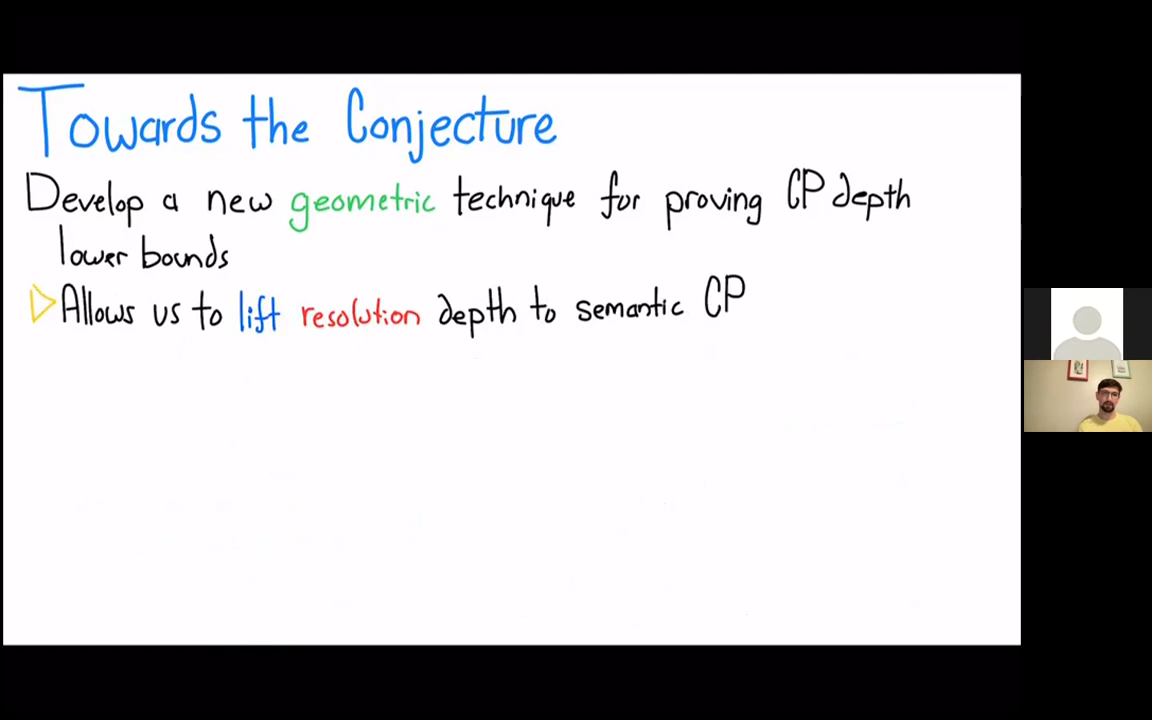 Towards the Conjecture
Develop a new geometric technique for proving CP depth
lower bounds
Allows us to lift resolution depth to semantic CP